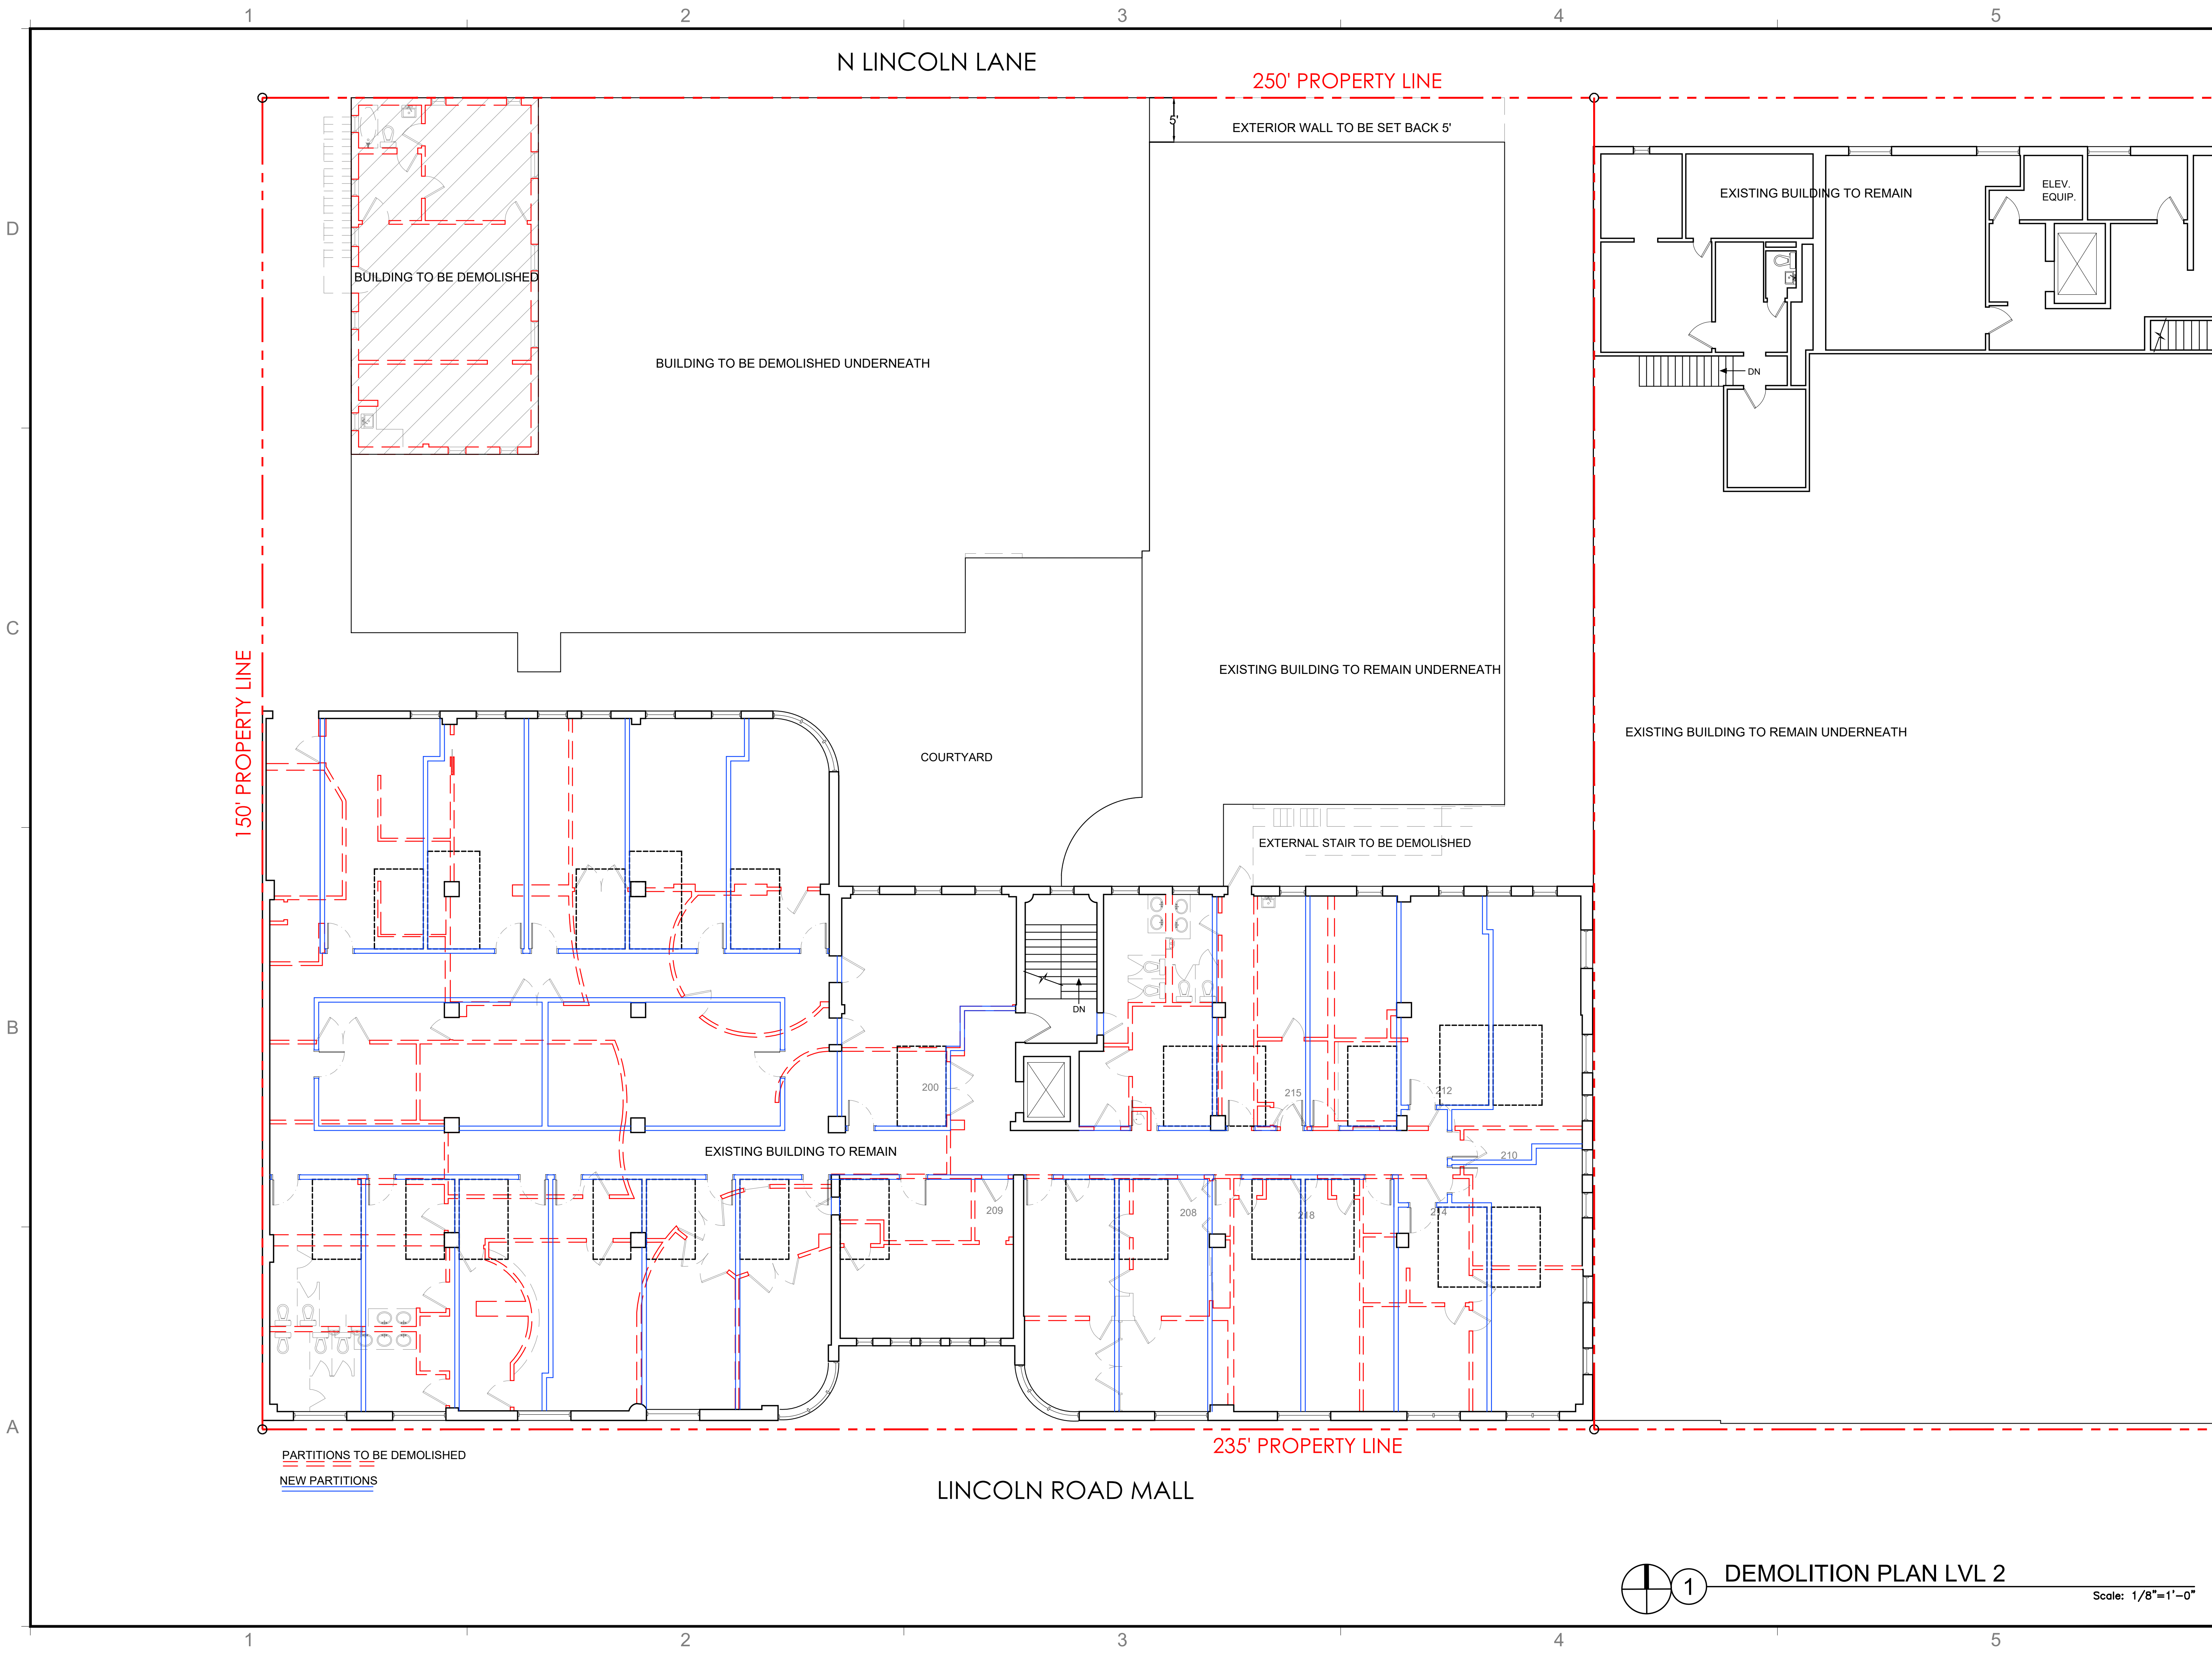 1 2 3 4 5
N LINCOLN LANE
250' PROPERTY LINE
5'
EXTERIOR WALL TO BE SET BACK 5'
D
EXISTING BUILDING TO REMAIN
ELEV.
EQUIP.
BUILDING TO BE DEMOLISHED
BUILDING TO BE DEMOLISHED UNDERNEATH
DN
C
150' PROPERTY LINE
EXISTING BUILDING TO REMAIN UNDERNEATH
EXISTING BUILDING TO REMAIN UNDERNEATH
COURTYARD
EXTERNAL STAIR TO BE DEMOLISHED
B
DN
200
215
212
EXISTING BUILDING TO REMAIN
210
209
208
218
214
A
235' PROPERTY LINE
PARTITIONS TO BE DEMOLISHED
NEW PARTITIONS
LINCOLN ROAD MALL
1
DEMOLITION PLAN LVL 2
Scale: 1/8"=1'-0"
1 2 3 4 5